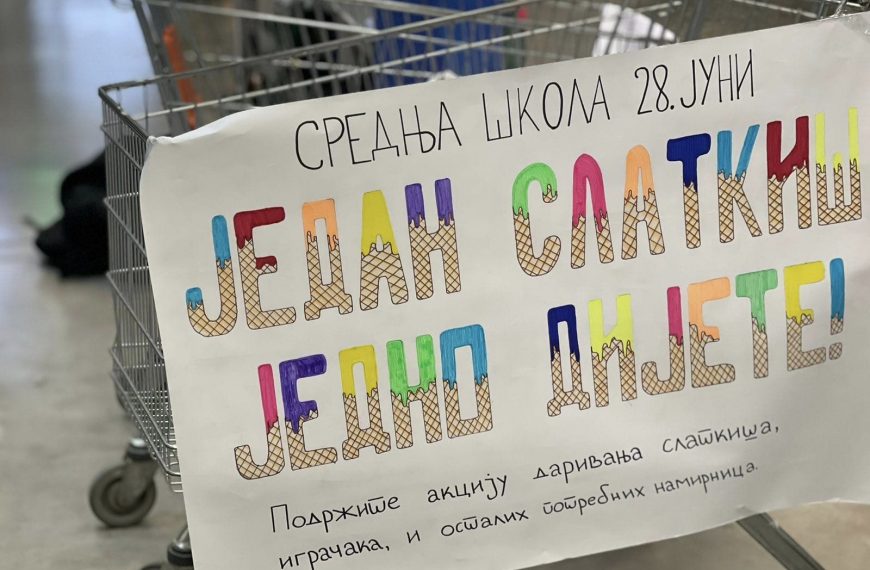 СРЕДЊА ШКОЛА 28. ЈУНИ
ЈЕДАН СЛАТКИШ
ЈЕДНО ДИЈЕТЕ!
Подржите акцију даривања слаткиша,
играчака, и осталих потребних намирница.